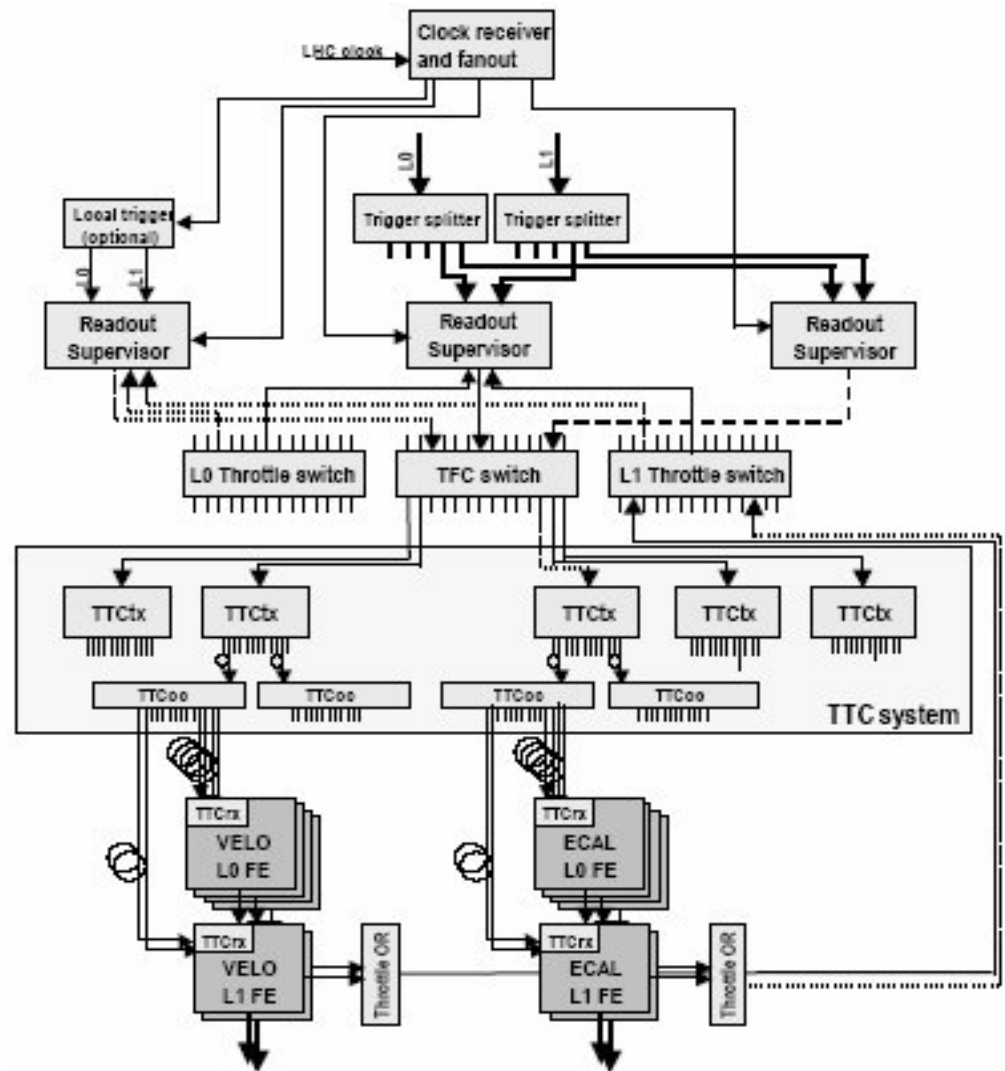 Clock receiver
and fanout
LHC clock
L0
L1
Trigger splitter
Trigger splitter
Local trigger
(optional)
L0
L1
Readout
Supervisor
Readout
Supervisor
Readout
Supervisor
L0 Throttle switch
TFC switch
L1 Throttle switch
TTCtx
TTCtx
TTCtx
TTCtx
TTCtx
TTCoc
TTCoc
TTCoc
TTCoc
TTC system
TTCrx
VELO
L0 FE
TTCrx
ECAL
L0 FE
TTCrx
VELO
L1 FE
Throttle OR
TTCrx
ECAL
L1 FE
Throttle OR